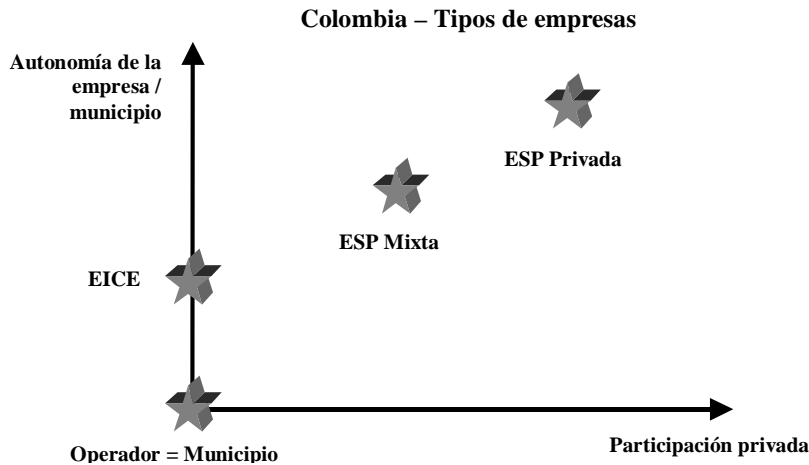 Colombia – Tipos de empresas
Autonomía de la
empresa /
municipio
ESP Privada
ESP Mixta
EICE
Operador = Municipio
Participación privada